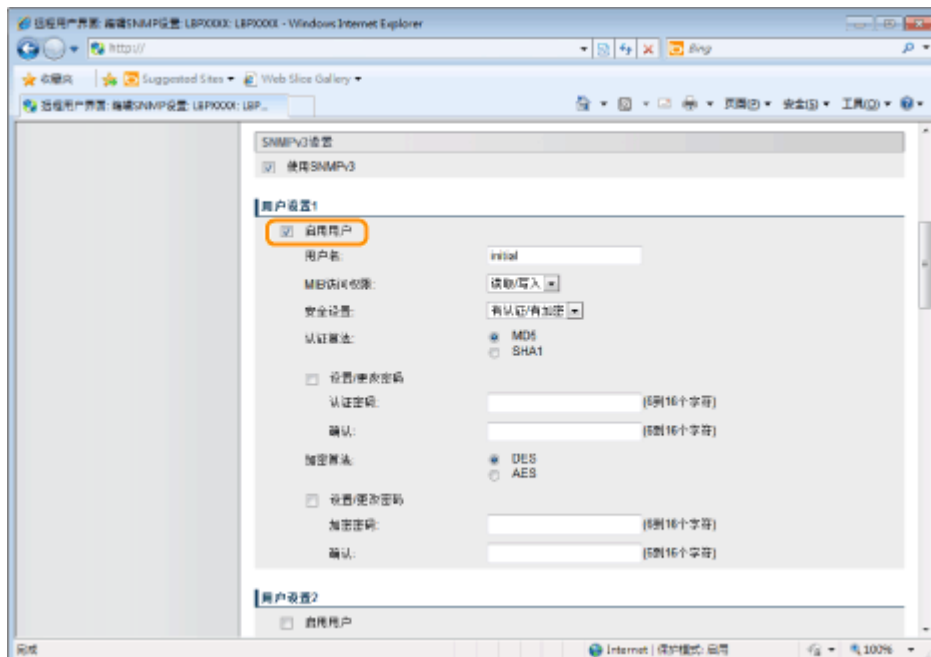 远程用户界面: 编辑SNMP设置: LBPXXXX: LBPXXXX - Windows Internet Explorer
http://
Bing
收藏夹
Suggested Sites
Web Slice Gallery
远程用户界面: 编辑SNMP设置: LBPXXXX: LBP...
页面(P) 安全(S) 工具(O)
SNMPv3设置
使用SNMPv3
用户设置1
启用用户
用户名: initial
MIB访问权限: 读取/写入
安全设置: 有认证/有加密
认证算法: MD5
SHA1
设置/更改密码
认证密码: (6到16个字符)
确认: (6到16个字符)
加密算法: DES
AES
设置/更改密码
加密密码: (6到16个字符)
确认: (6到16个字符)
用户设置2
启用用户
完成
Internet | 保护模式: 启用
100%